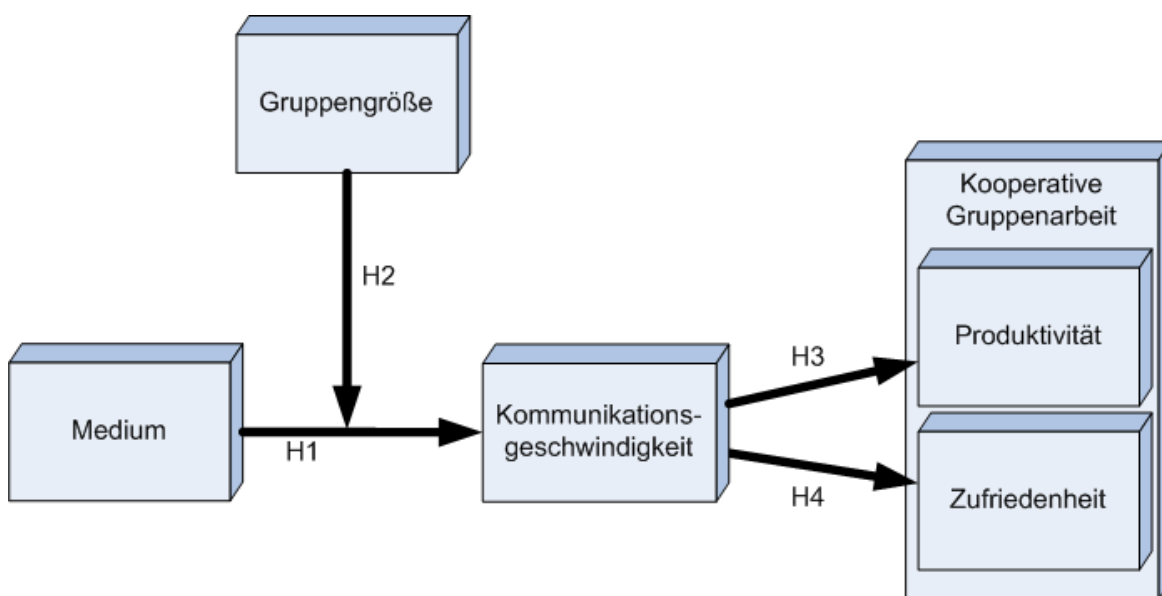 Gruppengröße
Kooperative
Gruppenarbeit
H2
Produktivität
H3
Medium
H1
Kommunikations-
geschwindigkeit
H4
Zufriedenheit